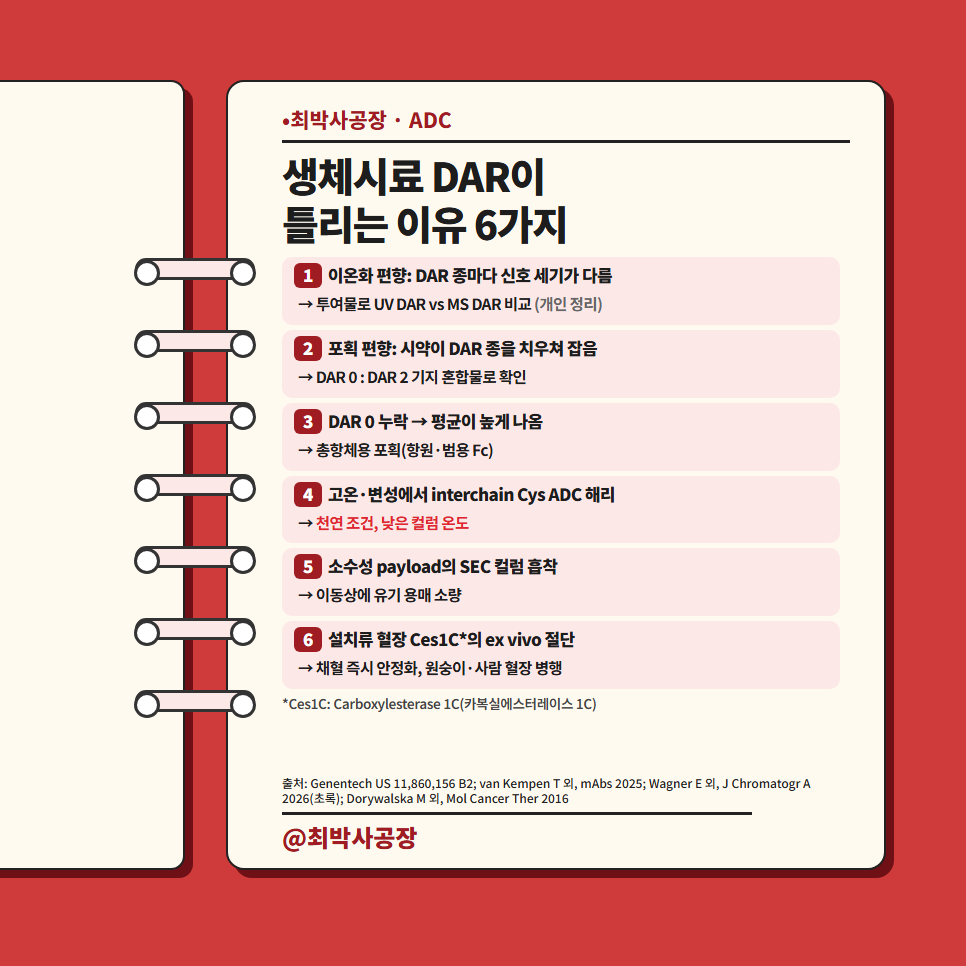 •최박사공장 · ADC
생체시료 DAR이
틀리는 이유 6가지
1 이온화 편향: DAR 종마다 신호 세기가 다름
→ 투여물로 UV DAR vs MS DAR 비교 (개인 정리)
2 포획 편향: 시약이 DAR 종을 치우쳐 잡음
→ DAR 0 : DAR 2 기지 혼합물로 확인
3 DAR 0 누락 → 평균이 높게 나옴
→ 총항체용 포획(항원·범용 Fc)
4 고온·변성에서 interchain Cys ADC 해리
→ 천연 조건, 낮은 컬럼 온도
5 소수성 payload의 SEC 컬럼 흡착
→ 이동상에 유기 용매 소량
6 설치류 혈장 Ces1C*의 ex vivo 절단
→ 채혈 즉시 안정화, 원숭이·사람 혈장 병행
*Ces1C: Carboxylesterase 1C(카복실에스터레이스 1C)
출처: Genentech US 11,860,156 B2; van Kempen T 외, mAbs 2025; Wagner E 외, J Chromatogr A
2026(초록); Dorywalska M 외, Mol Cancer Ther 2016
@최박사공장